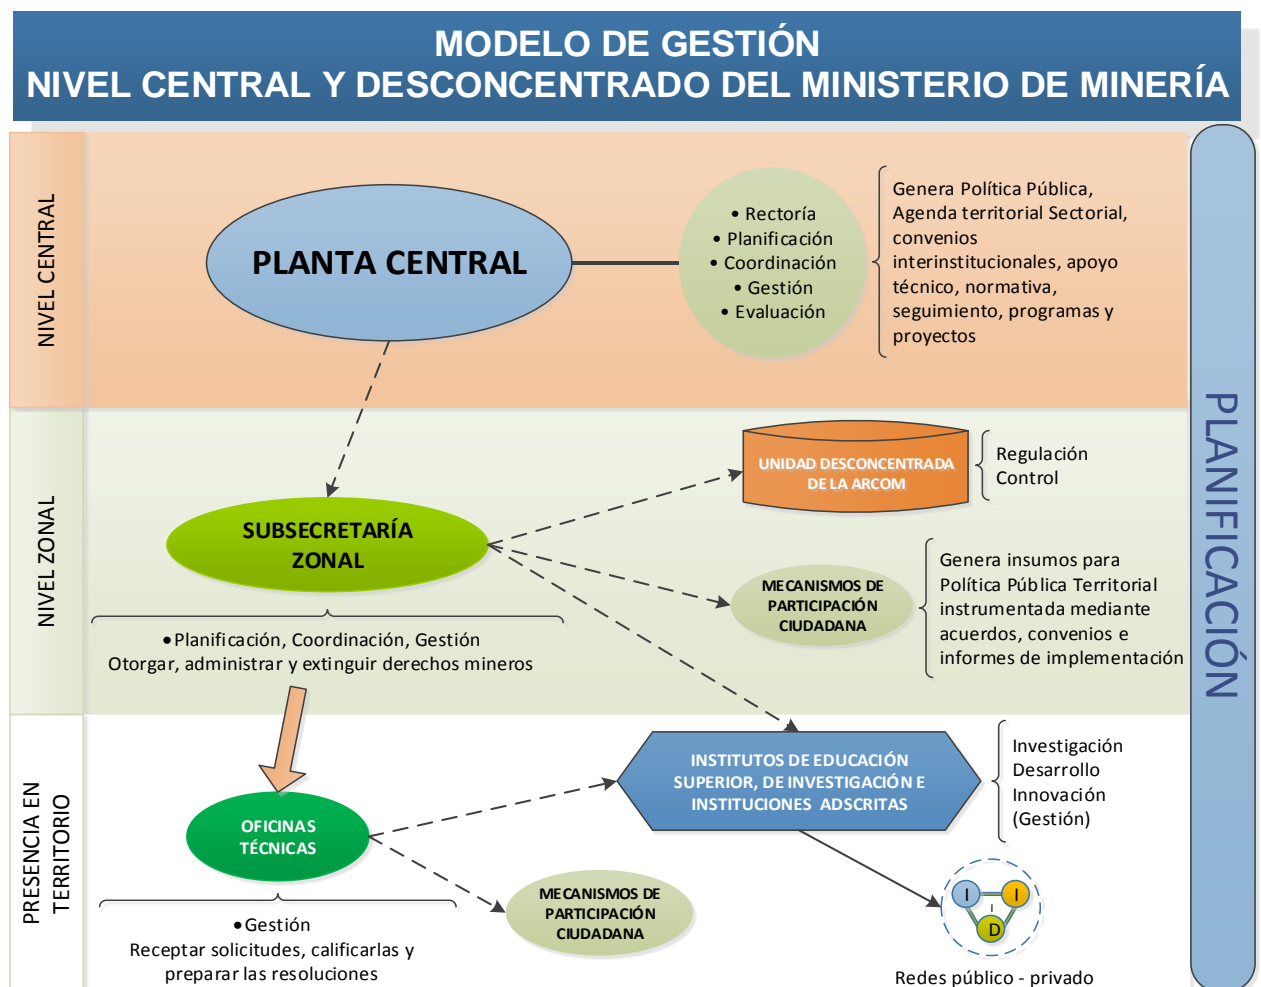 MODELO DE GESTIÓN
NIVEL CENTRAL Y DESCONCENTRADO DEL MINISTERIO DE MINERÍA
NIVEL CENTRAL
PLANTA CENTRAL
• Rectoría
• Planificación
• Coordinación
• Gestión
• Evaluación
Genera Política Pública,
Agenda territorial Sectorial,
convenios
interinstitucionales, apoyo
técnico, normativa,
seguimiento, programas y
proyectos
PLANIFICACIÓN
NIVEL ZONAL
SUBSECRETARÍA
ZONAL
• Planificación, Coordinación, Gestión
Otorgar, administrar y extinguir derechos mineros
UNIDAD DESCONCENTRADA
DE LA ARCOM
Regulación
Control
MECANISMOS DE
PARTICIPACIÓN
CIUDADANA
Genera insumos para
Política Pública Territorial
instrumentada mediante
acuerdos, convenios e
informes de implementación
PRESENCIA EN
TERRITORIO
OFICINAS
TÉCNICAS
• Gestión
Receptar solicitudes, calificarlas y
preparar las resoluciones
INSTITUTOS DE EDUCACIÓN
SUPERIOR, DE INVESTIGACIÓN E
INSTITUCIONES ADSCRITAS
Investigación
Desarrollo
Innovación
(Gestión)
MECANISMOS DE
PARTICIPACIÓN
CIUDADANA
I I
D
Redes público - privado